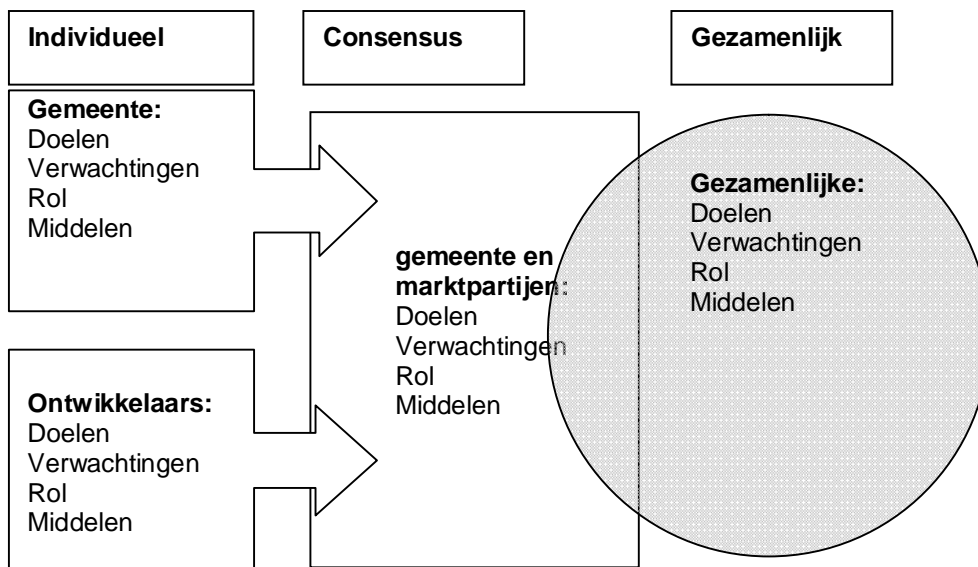 Individueel
Consensus
Gezamenlijk
Gemeente:
Doelen
Verwachtingen
Rol
Middelen
Ontwikkelaars:
Doelen
Verwachtingen
Rol
Middelen
gemeente en
marktpartijen:
Doelen
Verwachtingen
Rol
Middelen
Gezamenlijke:
Doelen
Verwachtingen
Rol
Middelen